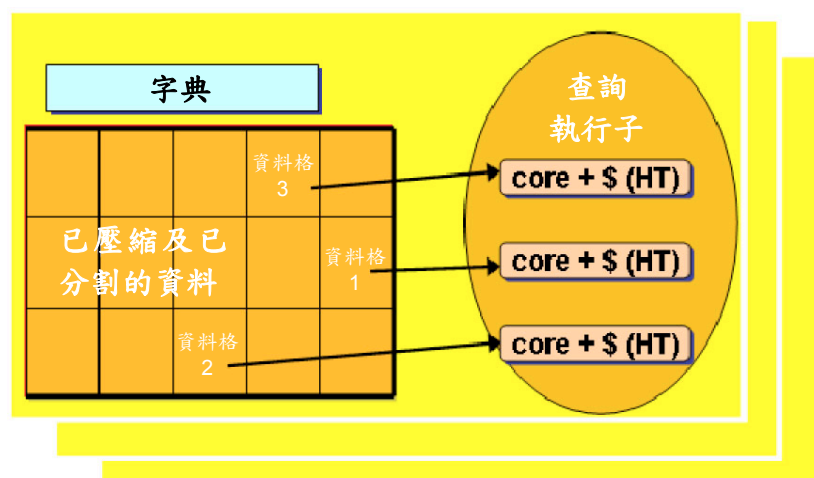 字典
查詢
執行子
資料格
3
core + $ (HT)
已壓縮及已
分割的資料
資料格
1
core + $ (HT)
資料格
2
core + $ (HT)